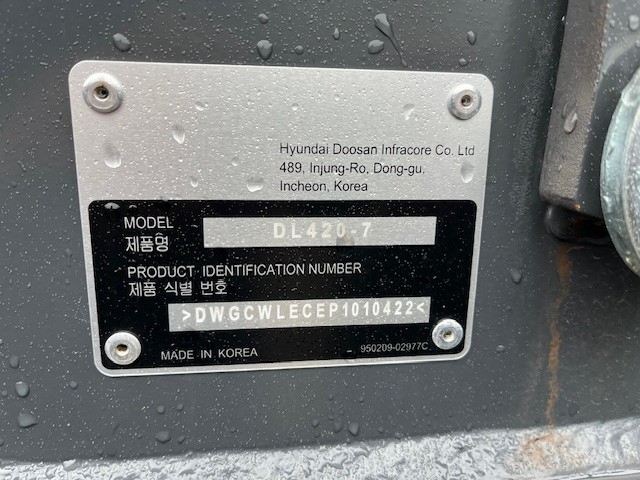 Hyundai Doosan Infracore Co. Ltd
489, Injung-Ro, Dong-gu,
Incheon, Korea
MODEL
제품명
DL420-7
PRODUCT IDENTIFICATION NUMBER
제품 식별 번호
>DWGCWLECEP1010422<
MADE IN KOREA
950209-02977C